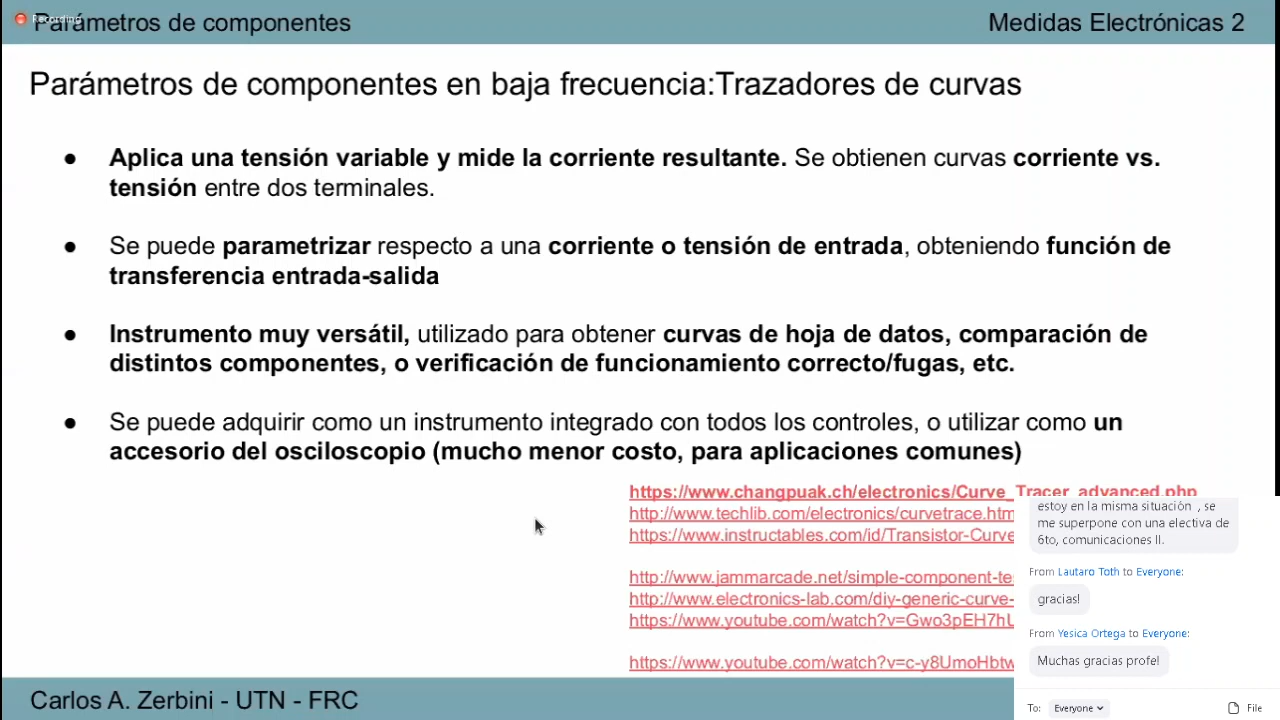 Recording
Parámetros de componentes
Medidas Electrónicas 2
Parámetros de componentes en baja frecuencia:Trazadores de curvas
● Aplica una tensión variable y mide la corriente resultante. Se obtienen curvas corriente vs.
tensión entre dos terminales.
● Se puede parametrizar respecto a una corriente o tensión de entrada, obteniendo función de
transferencia entrada-salida
● Instrumento muy versátil, utilizado para obtener curvas de hoja de datos, comparación de
distintos componentes, o verificación de funcionamiento correcto/fugas, etc.
● Se puede adquirir como un instrumento integrado con todos los controles, o utilizar como un
accesorio del osciloscopio (mucho menor costo, para aplicaciones comunes)
https://www.changpuak.ch/electronics/Curve_Tracer_advanced.php
http://www.techlib.com/electronics/curvetrace.htm
https://www.instructables.com/id/Transistor-Curve
http://www.jammarcade.net/simple-component-te
http://www.electronics-lab.com/diy-generic-curve-
https://www.youtube.com/watch?v=Gwo3pEH7hU
https://www.youtube.com/watch?v=c-y8UmoHbtw
estoy en la misma situación , se
me superpone con una electiva de
6to, comunicaciones II.
From Lautaro Toth to Everyone:
gracias!
From Yesica Ortega to Everyone:
Muchas gracias profe!
To: Everyone
File
Carlos A. Zerbini - UTN - FRC